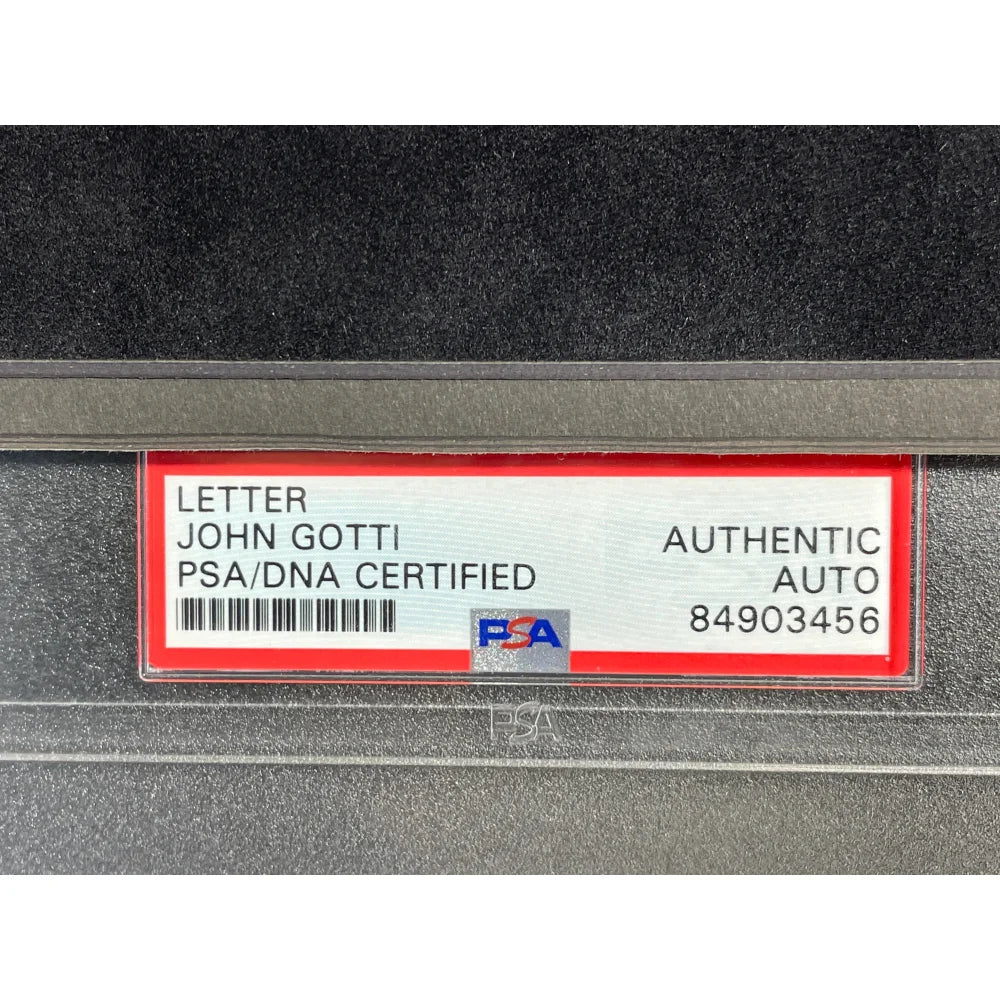 LETTER
JOHN GOTTI
PSA/DNA CERTIFIED
AUTHENTIC
AUTO
84903456
PSA
PSA